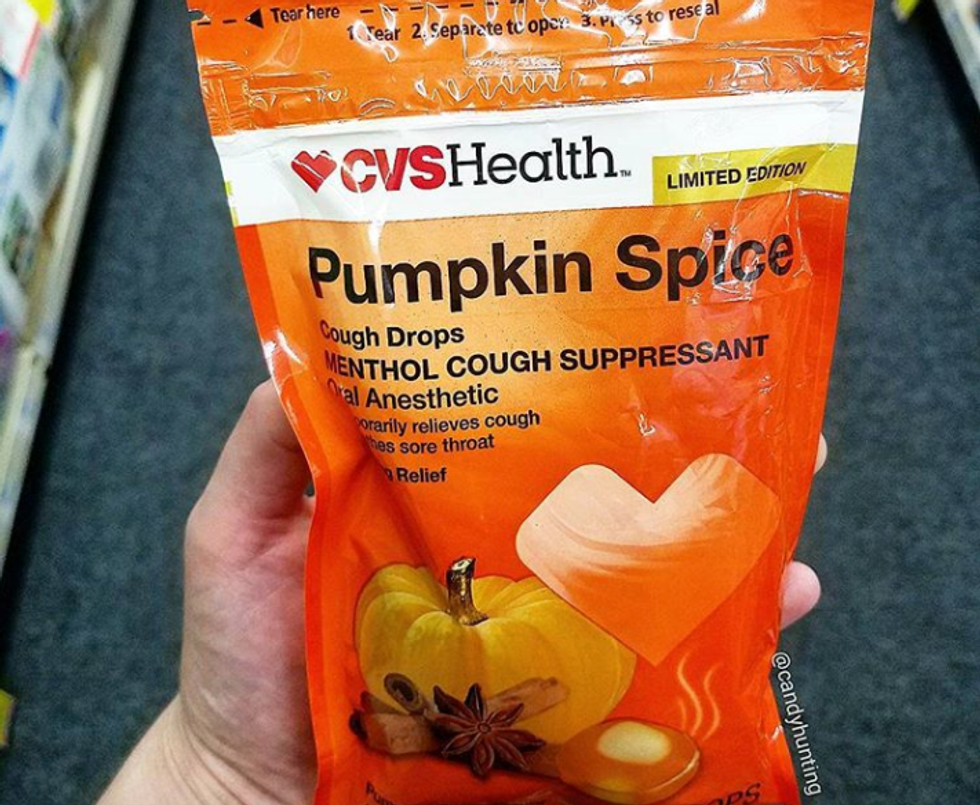 Tear here
1. Tear 2. Separate to open 3. Press to reseal
CVSHealth™
LIMITED EDITION
Pumpkin Spice
Cough Drops
MENTHOL COUGH SUPPRESSANT
Oral Anesthetic
relieves cough
sore throat
Relief
@candyhunting